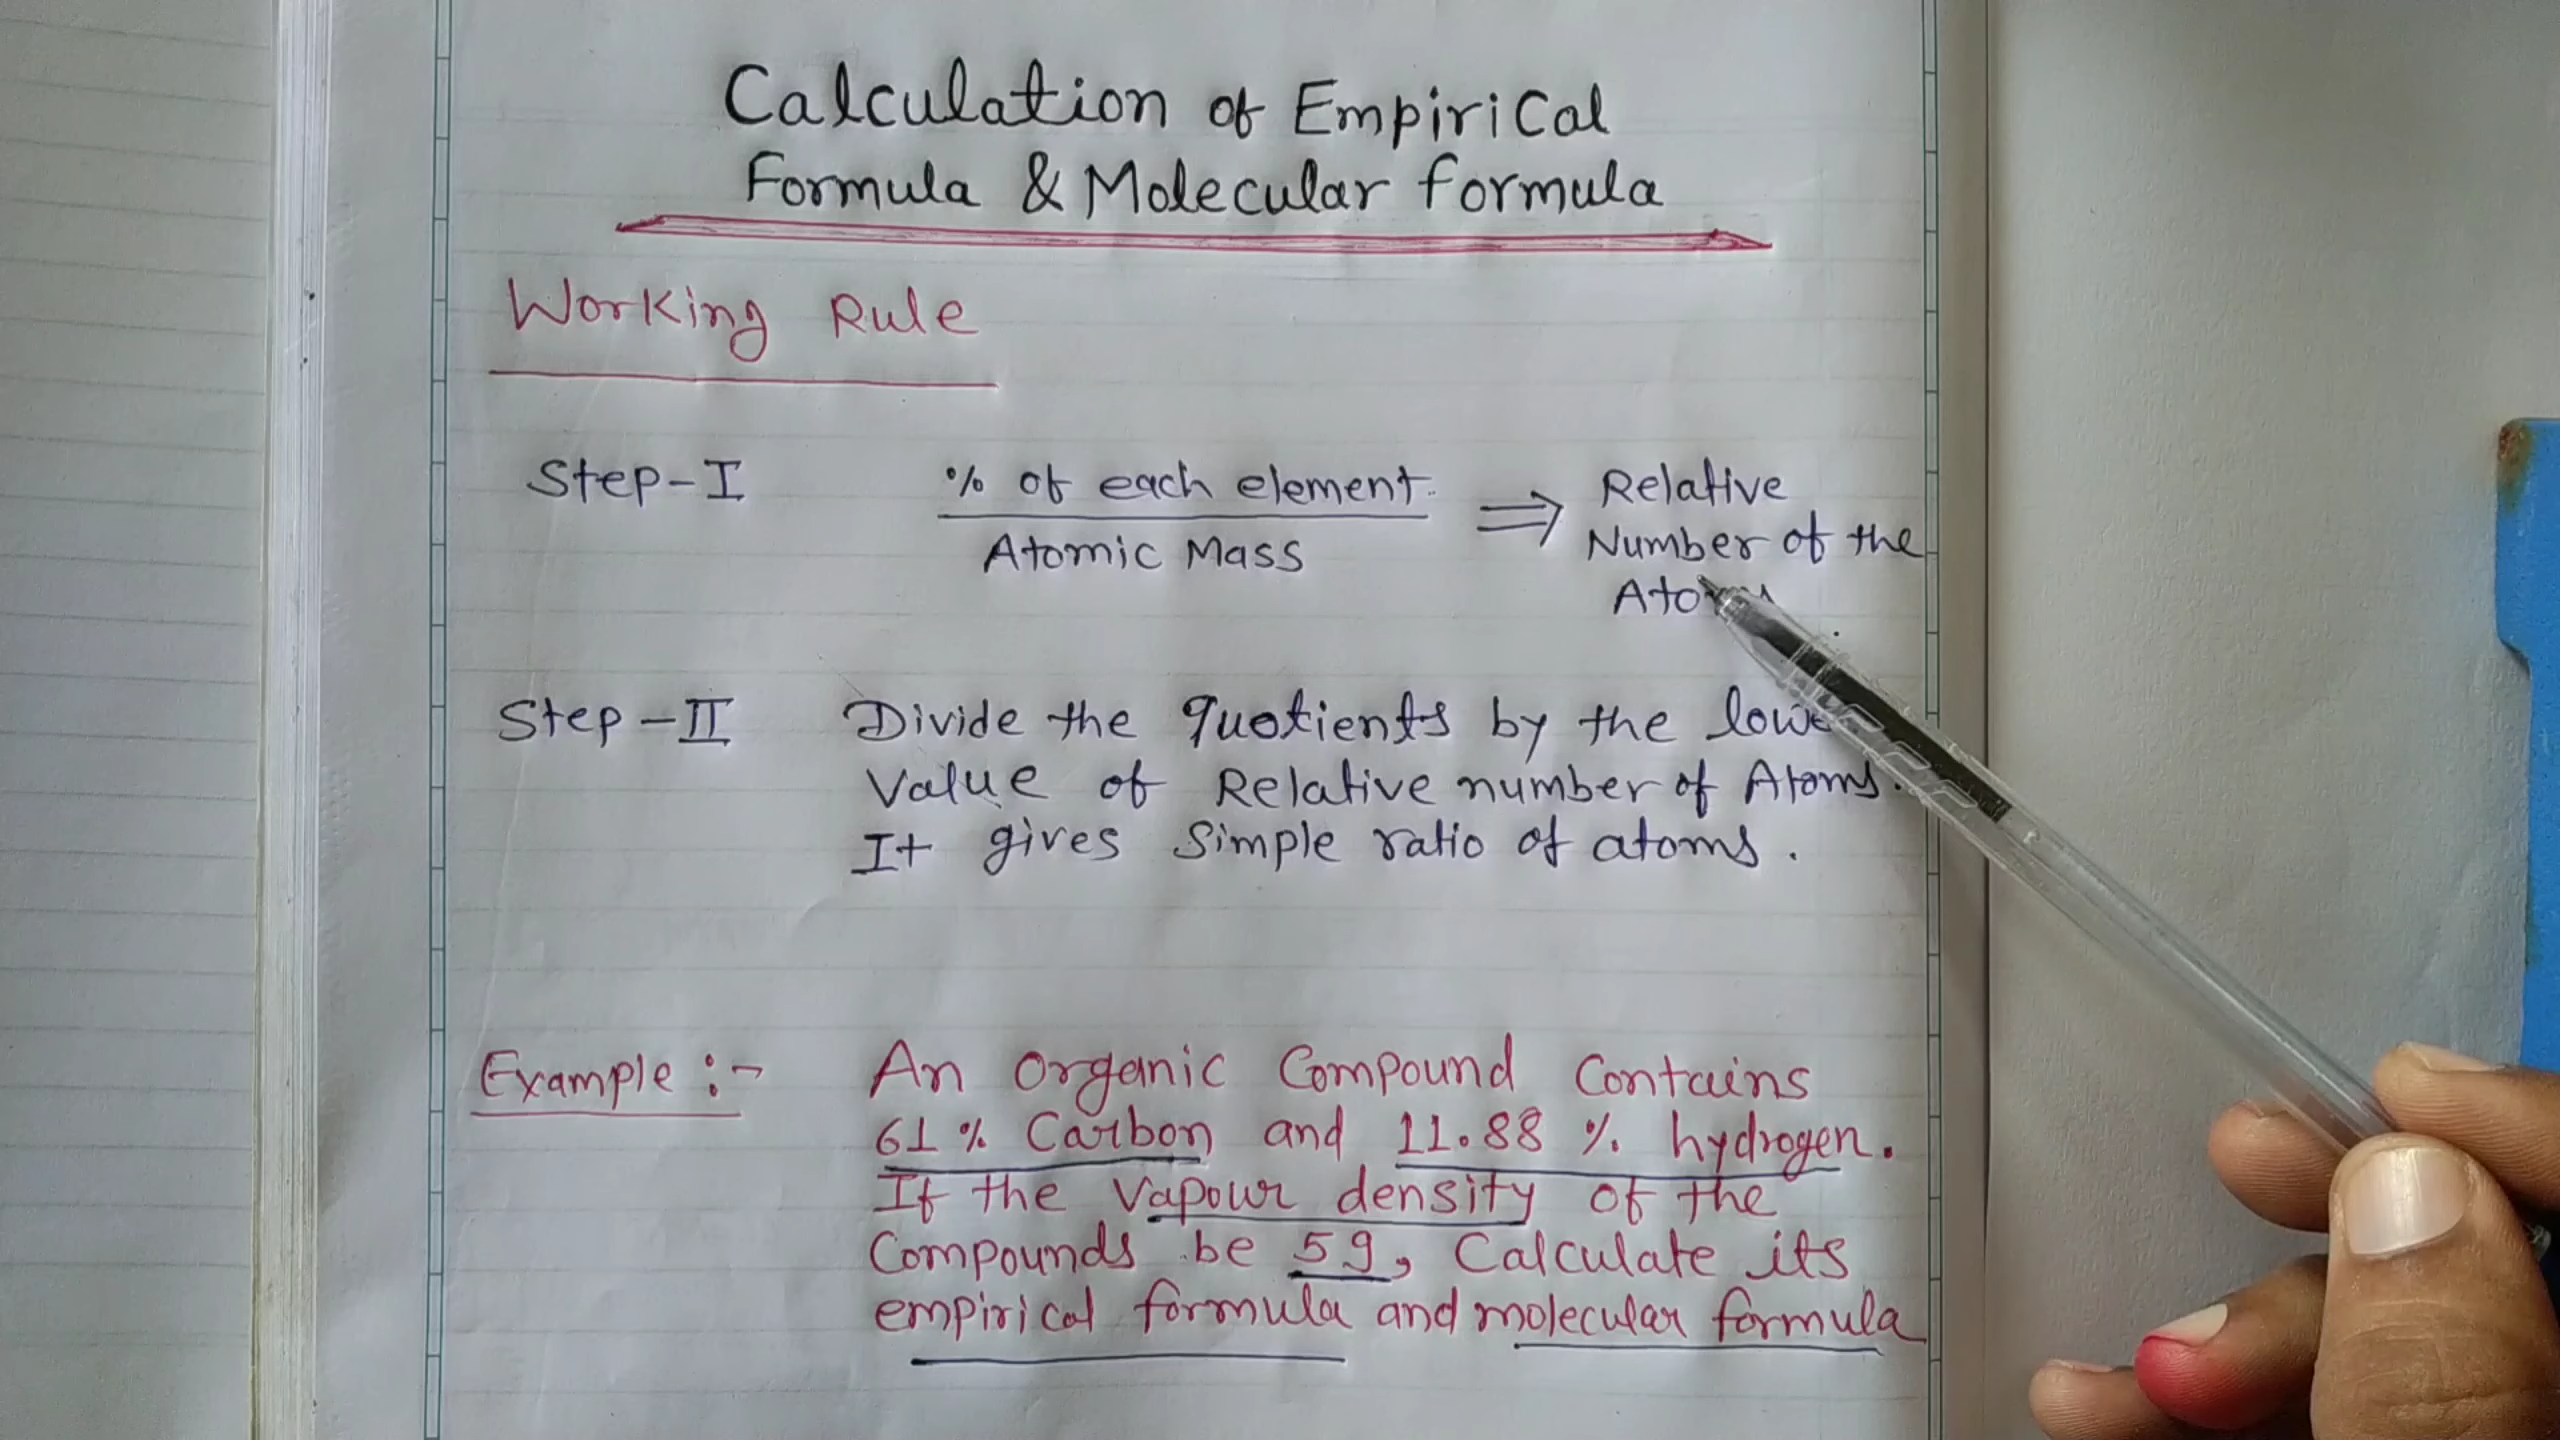 Calculation of Empirical
Formula & Molecular formula
Working Rule
Step-I % of each element ⇒ Relative
Atomic Mass Number of the
Step-II Divide the quotients by the
Value of Relative number of Atoms.
It gives Simple ratio of atoms.
Example :- An Organic Compound Contains
61% Carbon and 11.88 % hydrogen.
If the Vapour density of the
Compounds be 59, Calculate its
empirical formula and molecular formula